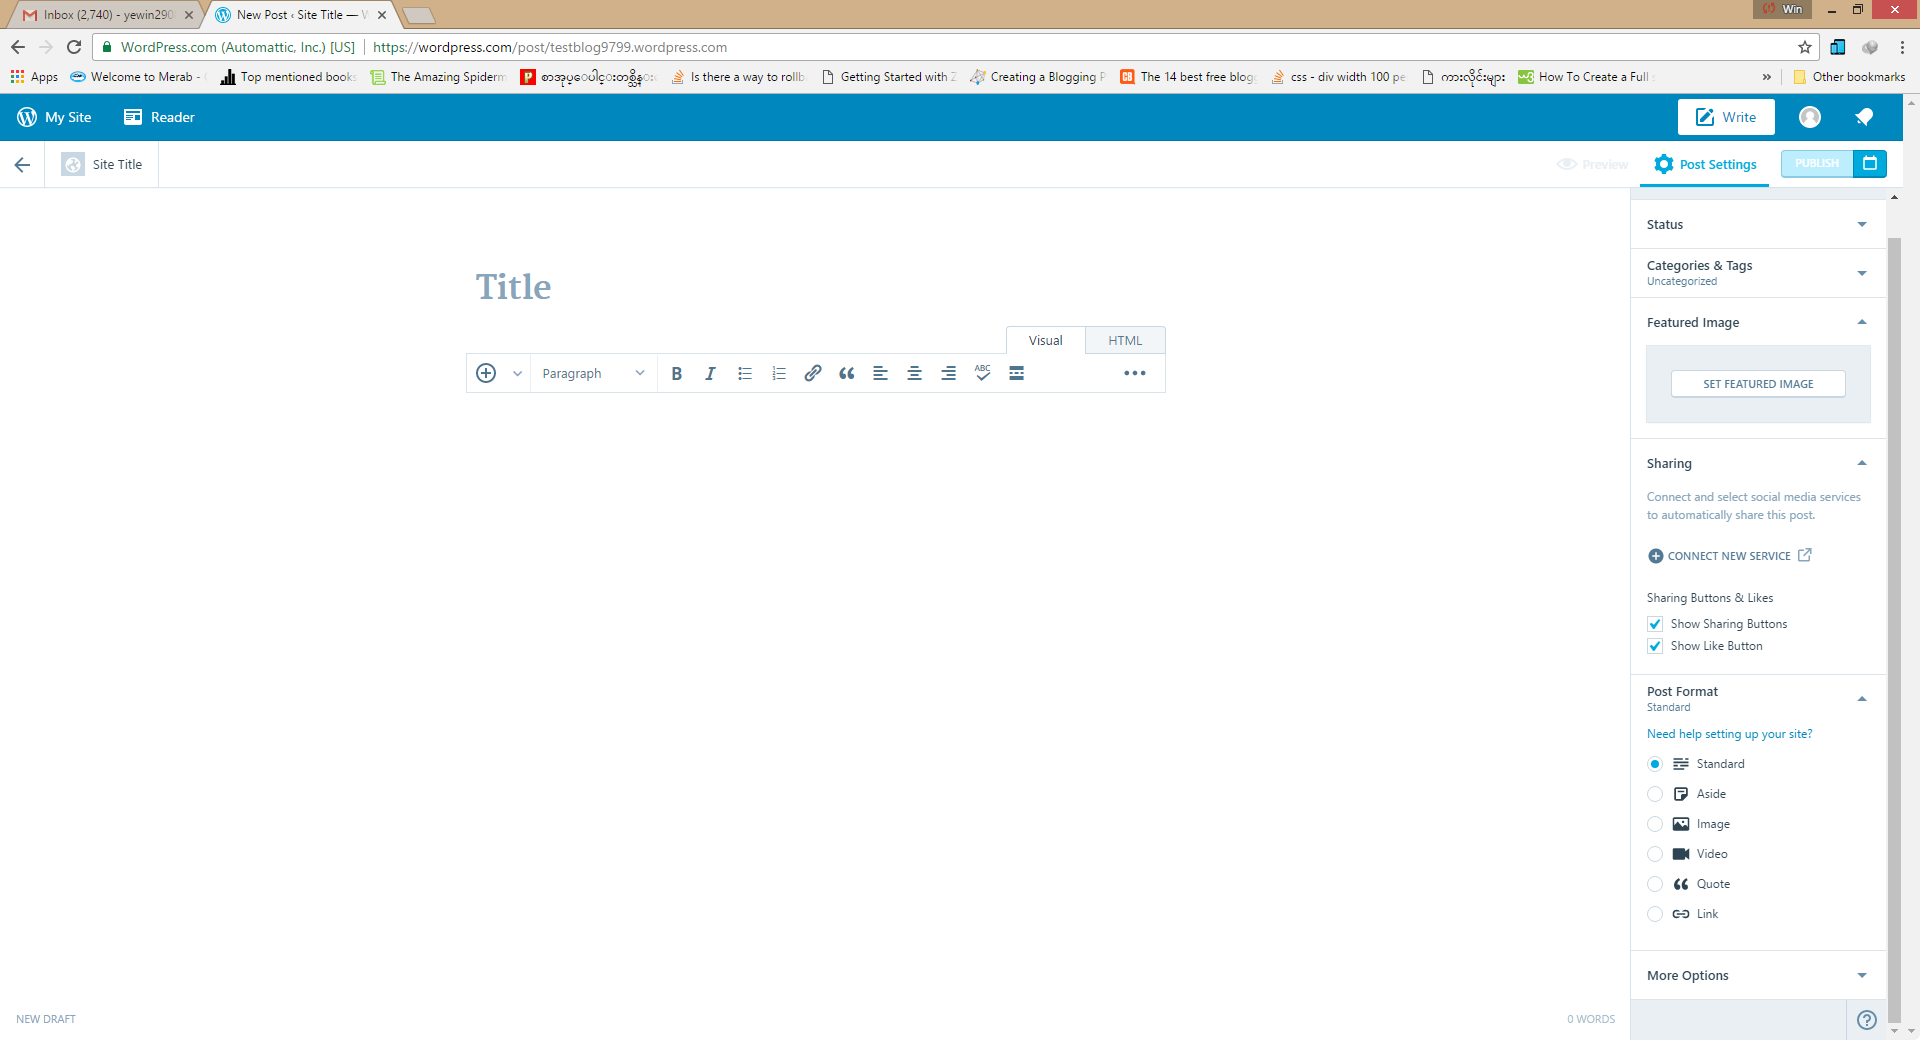 Inbox (2,740) - yewin290
New Post ‹ Site Title —
Win
WordPress.com (Automattic, Inc.) [US]
https://wordpress.com/post/testblog9799.wordpress.com
Apps
Welcome to Merab -
Top mentioned books
The Amazing Spiderm
Is there a way to rollb
Getting Started with Z
Creating a Blogging P
The 14 best free blog
css - div width 100 pe
ကားလိုင်းများ
How To Create a Full s
»
Other bookmarks
My Site
Reader
Write
Site Title
Preview
Post Settings
PUBLISH
Title
Visual
HTML
Paragraph
B
I
ABC
Status
Categories & Tags
Uncategorized
Featured Image
SET FEATURED IMAGE
Sharing
Connect and select social media services
to automatically share this post.
CONNECT NEW SERVICE
Sharing Buttons & Likes
Show Sharing Buttons
Show Like Button
Post Format
Standard
Need help setting up your site?
Standard
Aside
Image
Video
Quote
Link
More Options
NEW DRAFT
0 WORDS